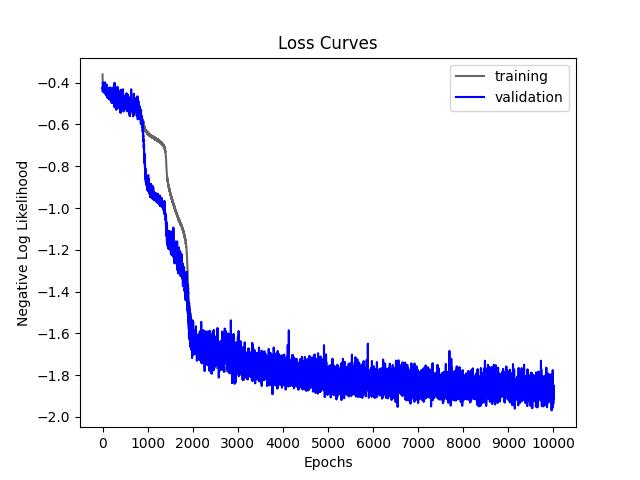 Loss Curves
training
validation
Negative Log Likelihood
−0.4
−0.6
−0.8
−1.0
−1.2
−1.4
−1.6
−1.8
−2.0
0 1000 2000 3000 4000 5000 6000 7000 8000 9000 10000
Epochs